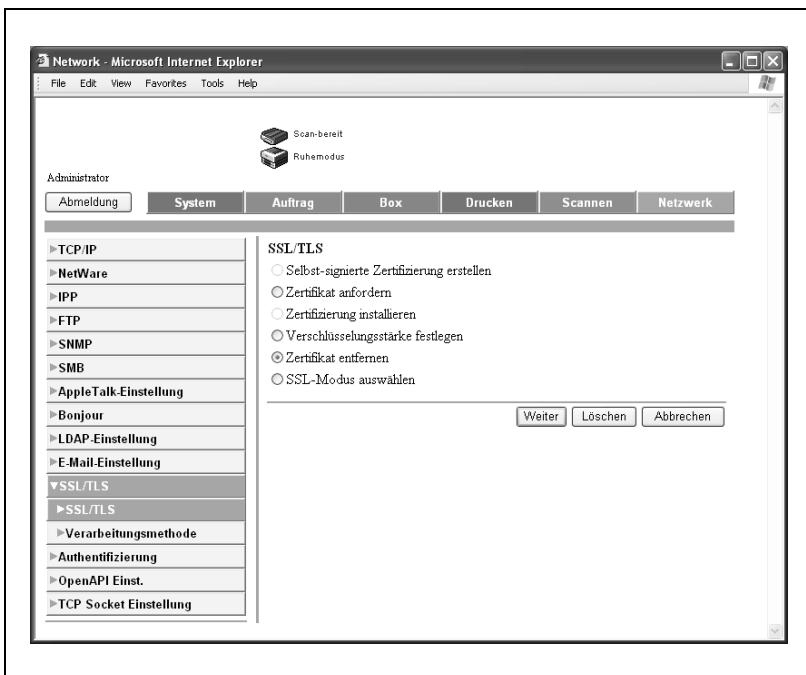 Network - Microsoft Internet Explorer
File Edit View Favorites Tools Help
Scan-bereit
Ruhemodus
Administrator
Abmeldung System Auftrag Box Drucken Scannen Netzwerk
TCP/IP
NetWare
IPP
FTP
SNMP
SMB
AppleTalk-Einstellung
Bonjour
LDAP-Einstellung
E-Mail-Einstellung
SSL/TLS
SSL/TLS
Verarbeitungsmethode
Authentifizierung
OpenAPI Einst.
TCP Socket Einstellung
SSL/TLS
Selbst-signierte Zertifizierung erstellen
Zertifikat anfordern
Zertifizierung installieren
Verschlüsselungsstärke festlegen
Zertifikat entfernen
SSL-Modus auswählen
Weiter Löschen Abbrechen